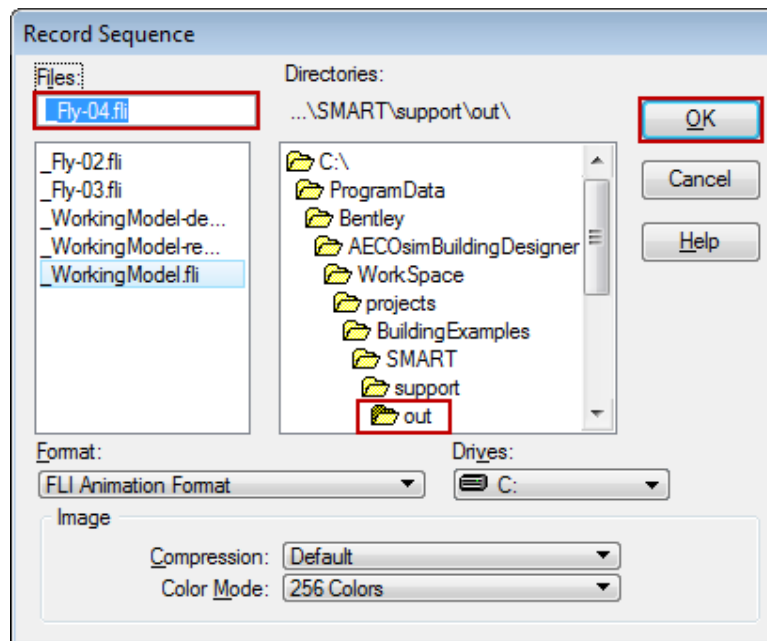 Record Sequence
Files:
_Fly-04.fli
Directories:
...\SMART\support\out\
OK
Cancel
Help
_Fly-02.fli
_Fly-03.fli
_WorkingModel-de...
_WorkingModel-re...
_WorkingModel.fli
C:\
ProgramData
Bentley
AECOsimBuildingDesigner
WorkSpace
projects
BuildingExamples
SMART
support
out
Format:
FLI Animation Format
Drives:
C:
Image
Compression: Default
Color Mode: 256 Colors